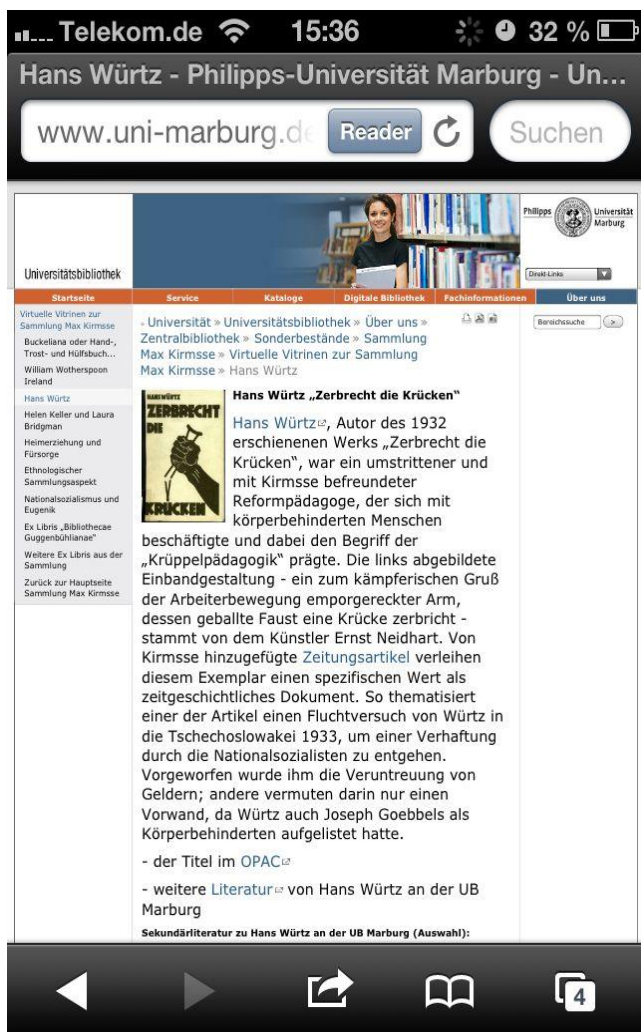 Telekom.de 15:36 32 %
Hans Würtz - Philipps-Universität Marburg - Un...
www.uni-marburg.de Reader Suchen
Universitätsbibliothek
Philipps Universität
Marburg
Direkt-Links
Startseite Service Kataloge Digitale Bibliothek Fachinformationen Über uns
Virtuelle Vitrinen zur
Sammlung Max Kirmsse
Buckeliana oder Hand-,
Trost- und Hülfsbuch...
William Wotherspoon
Ireland
Hans Würtz
Helen Keller und Laura
Bridgman
Heimerziehung und
Fürsorge
Ethnologischer
Sammlungsaspekt
Nationalsozialismus und
Eugenik
Ex Libris „Bibliothecae
Guggenbühlianae"
Weitere Ex Libris aus der
Sammlung
Zurück zur Hauptseite
Sammlung Max Kirmsse
Universität » Universitätsbibliothek » Über uns »
Zentralbibliothek » Sonderbestände » Sammlung
Max Kirmsse » Virtuelle Vitrinen zur Sammlung
Max Kirmsse » Hans Würtz
Bereichssuche >
HANS WÜRTZ
ZERBRECHT
DIE
KRÜCKEN
Hans Würtz „Zerbrecht die Krücken"
Hans Würtz, Autor des 1932
erschienenen Werks „Zerbrecht die
Krücken", war ein umstrittener und
mit Kirmsse befreundeter
Reformpädagoge, der sich mit
körperbehinderten Menschen
beschäftigte und dabei den Begriff der
„Krüppelpädagogik" prägte. Die links abgebildete
Einbandgestaltung - ein zum kämpferischen Gruß
der Arbeiterbewegung emporgereckter Arm,
dessen geballte Faust eine Krücke zerbricht -
stammt von dem Künstler Ernst Neidhart. Von
Kirmsse hinzugefügte Zeitungsartikel verleihen
diesem Exemplar einen spezifischen Wert als
zeitgeschichtliches Dokument. So thematisiert
einer der Artikel einen Fluchtversuch von Würtz in
die Tschechoslowakei 1933, um einer Verhaftung
durch die Nationalsozialisten zu entgehen.
Vorgeworfen wurde ihm die Veruntreuung von
Geldern; andere vermuten darin nur einen
Vorwand, da Würtz auch Joseph Goebbels als
Körperbehinderten aufgelistet hatte.
- der Titel im OPAC
- weitere Literatur von Hans Würtz an der UB
Marburg
Sekundärliteratur zu Hans Würtz an der UB Marburg (Auswahl):
4